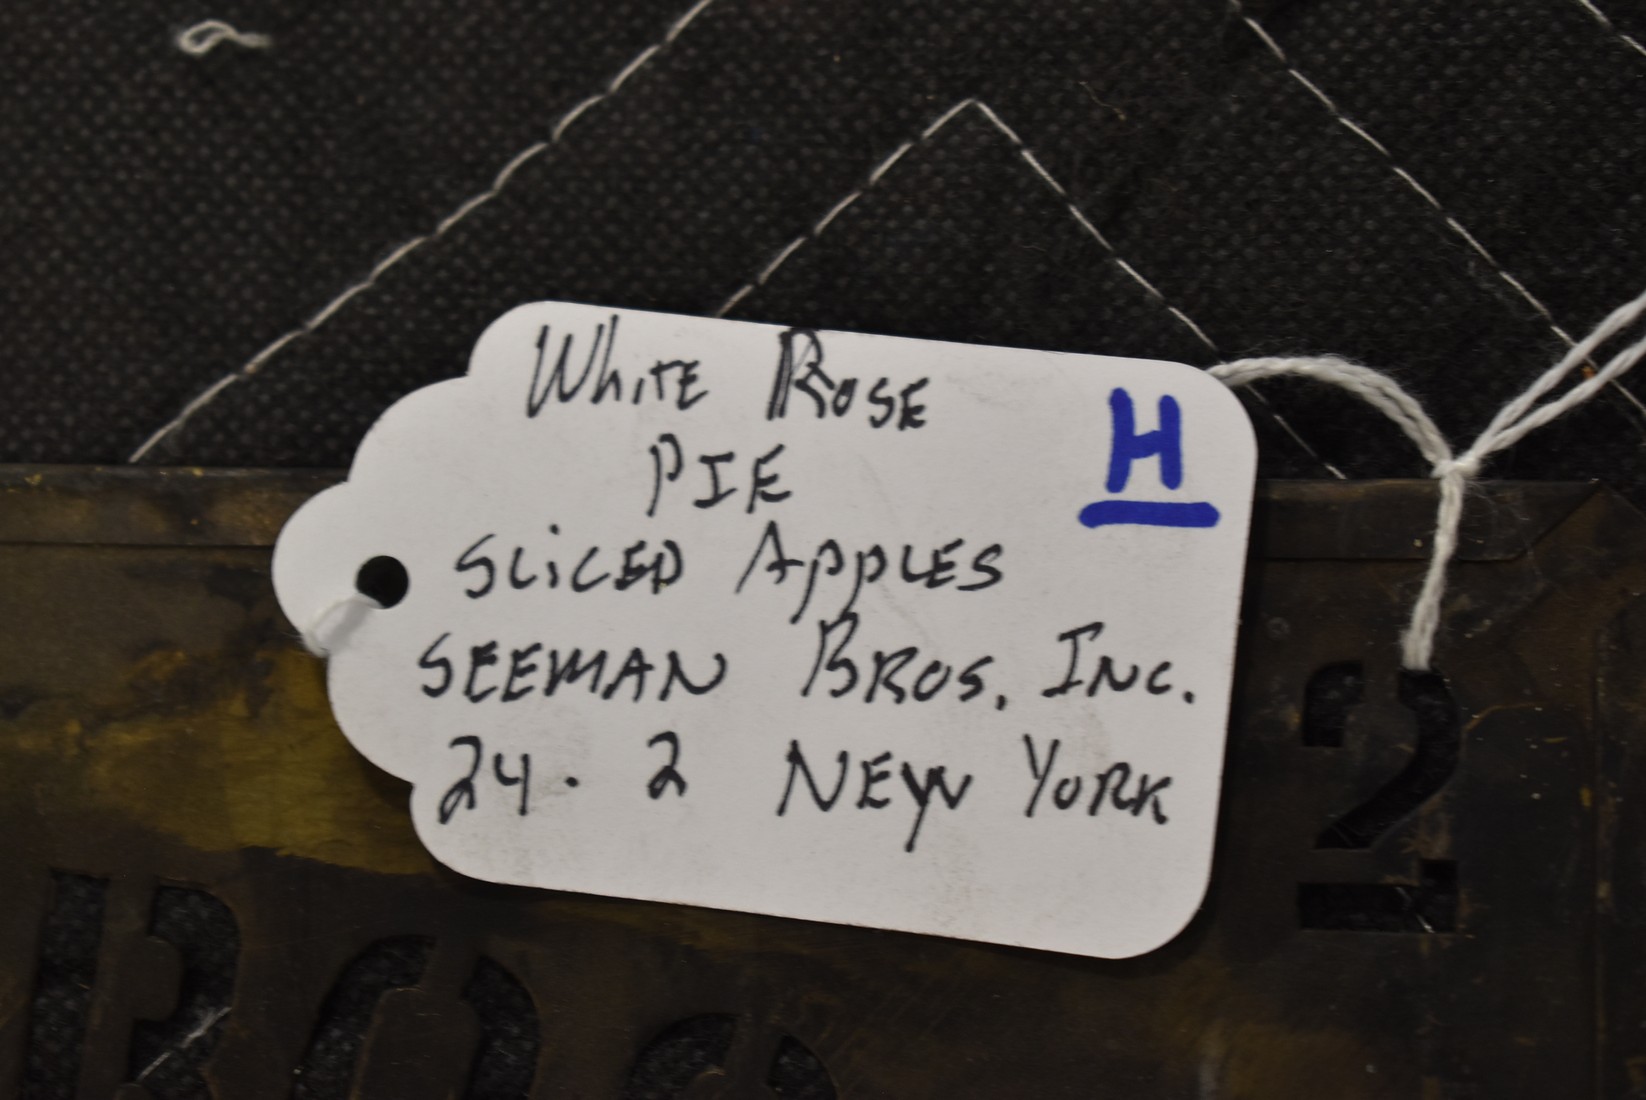 White Rose
PIE
H
SLiCED Apples
SEEMAN BROS, INC.
24. 2 NEW YORK
2